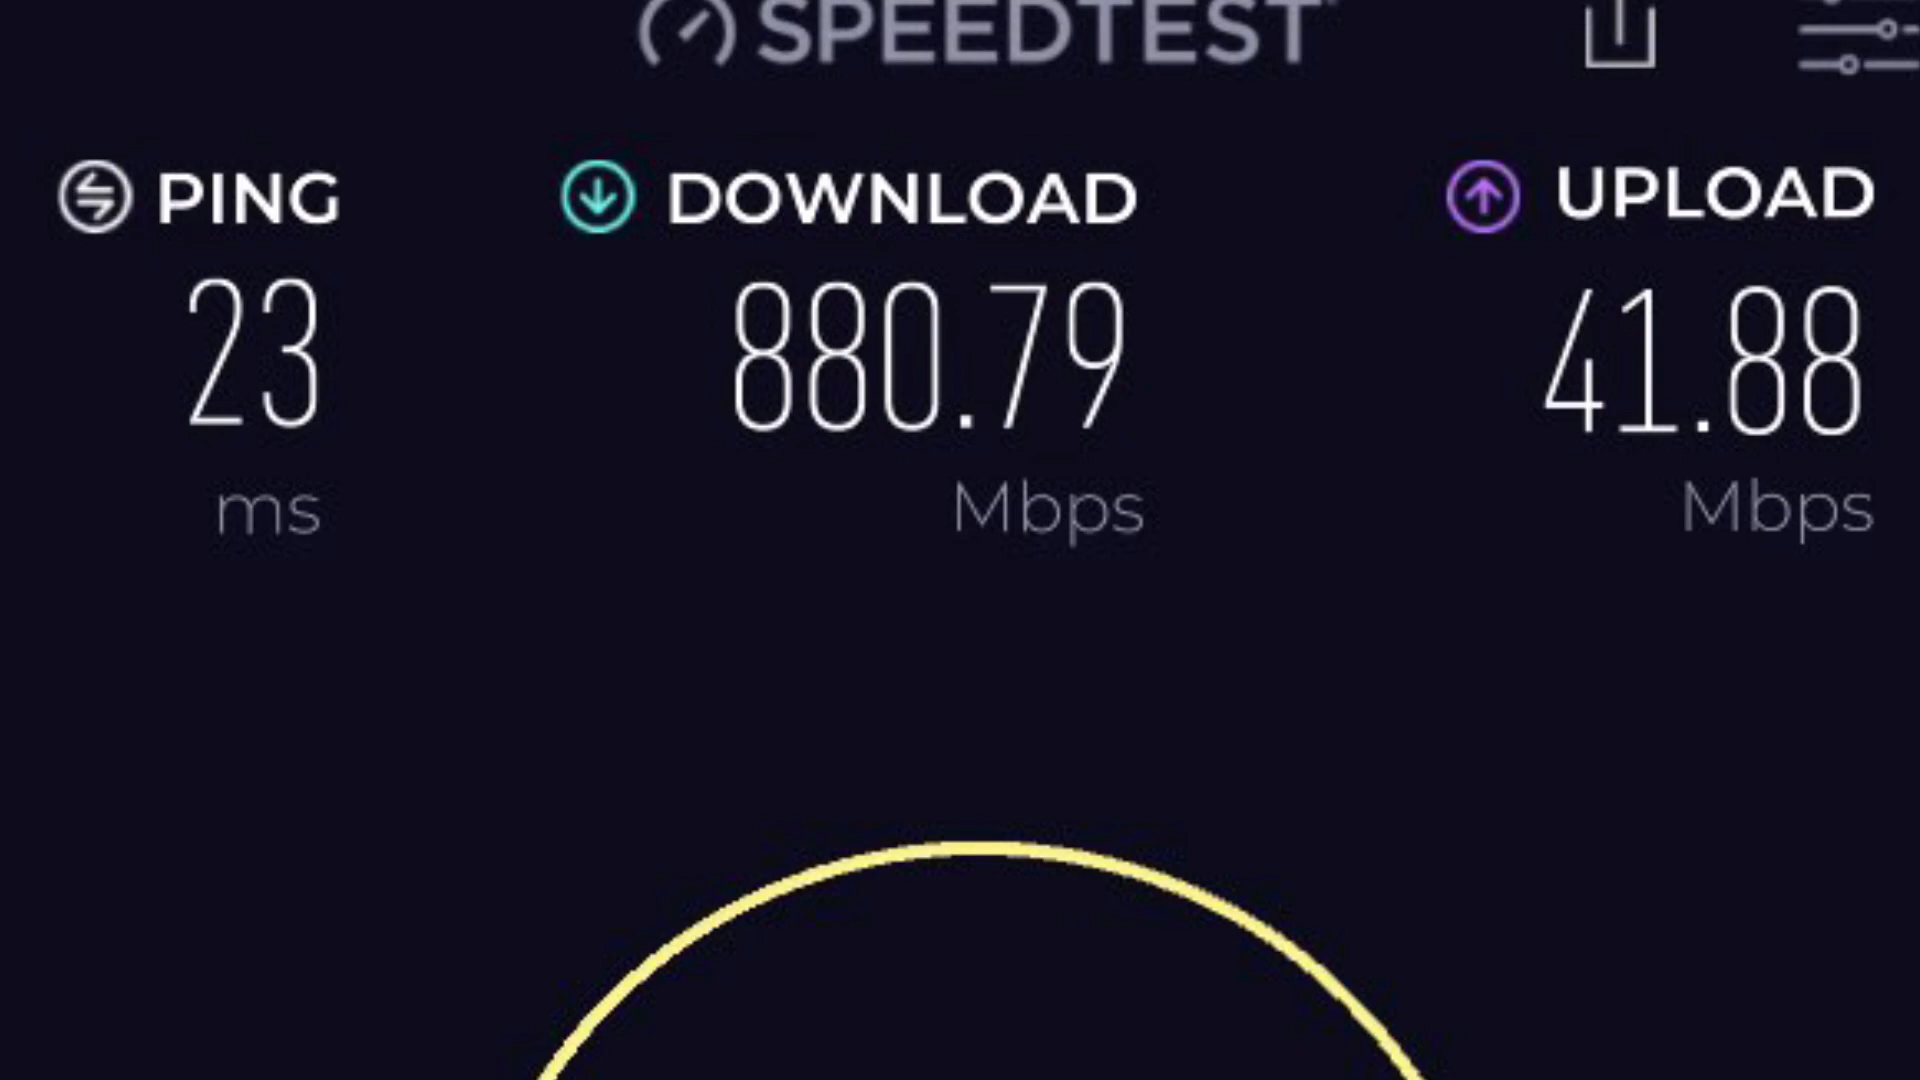 SPEEDTEST
PING DOWNLOAD UPLOAD
23 880.79 41.88
ms Mbps Mbps